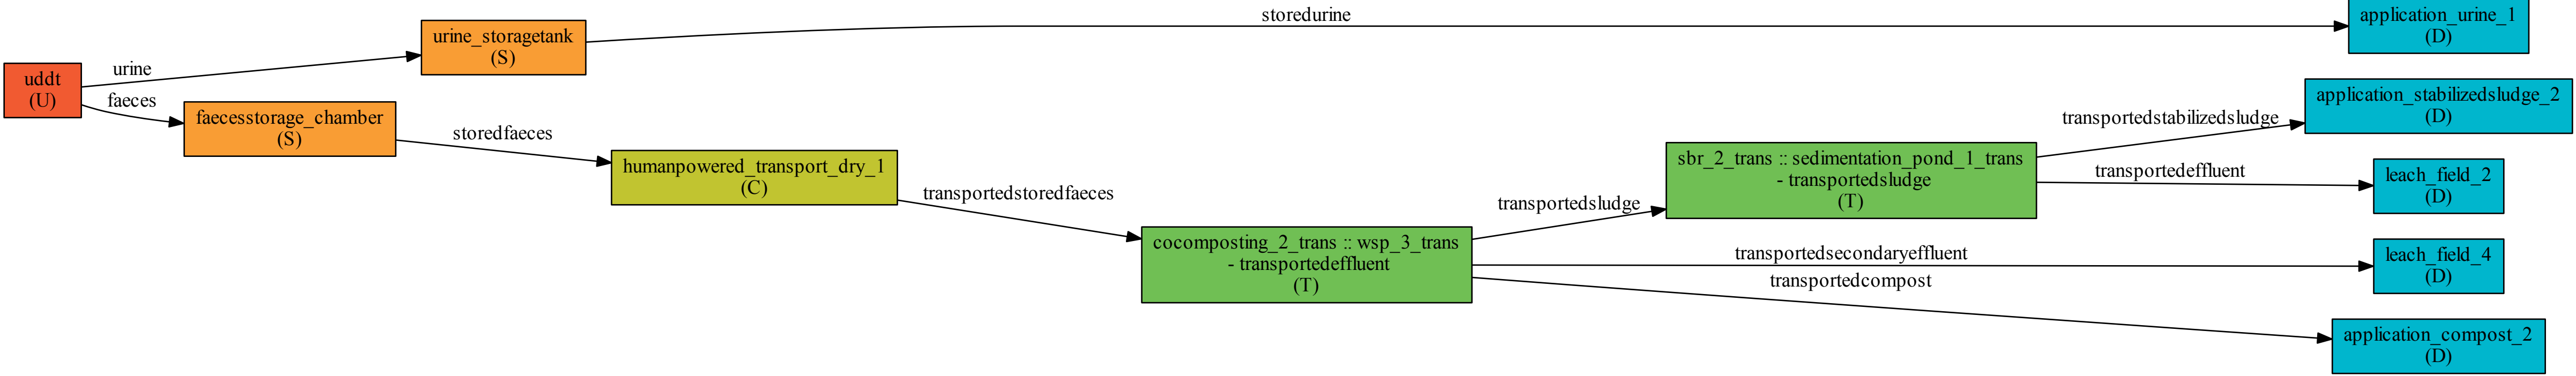 uddt
(U)
urine
faeces
urine_storagetank
(S)
faecesstorage_chamber
(S)
storedurine
storedfaeces
humanpowered_transport_dry_1
(C)
transportedstoredfaeces
cocomposting_2_trans :: wsp_3_trans
- transportedeffluent
(T)
transportedsludge
transportedsecondaryeffluent
transportedcompost
sbr_2_trans :: sedimentation_pond_1_trans
- transportedsludge
(T)
transportedstabilizedsludge
transportedeffluent
application_urine_1
(D)
application_stabilizedsludge_2
(D)
leach_field_2
(D)
leach_field_4
(D)
application_compost_2
(D)